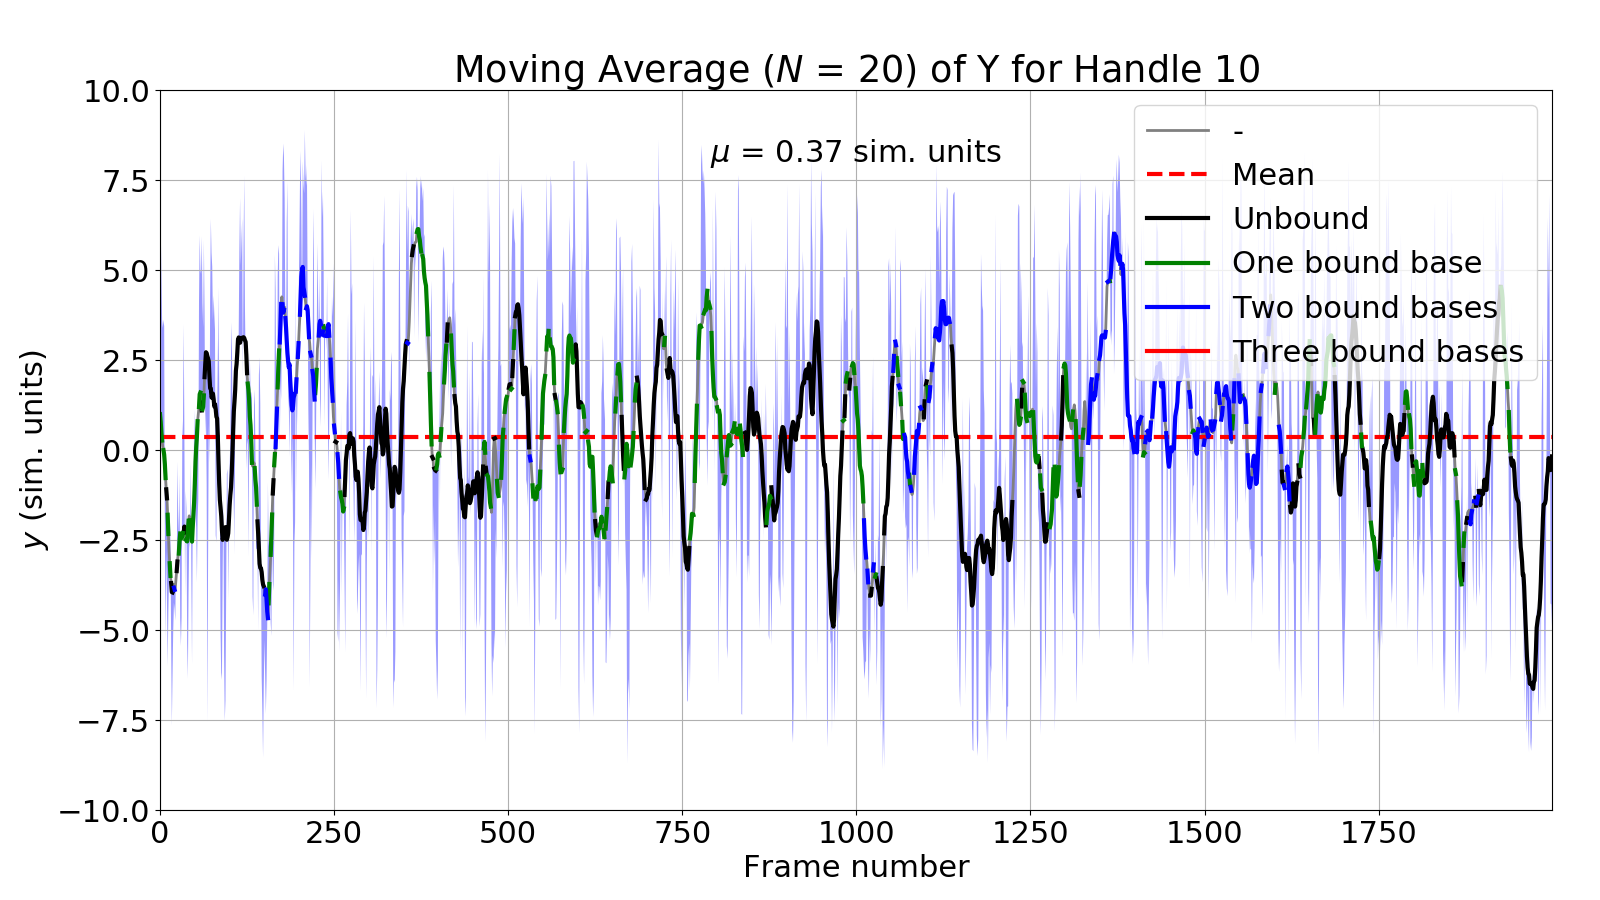 Moving Average (N = 20) of Y for Handle 10
μ = 0.37 sim. units
-
Mean
Unbound
One bound base
Two bound bases
Three bound bases
y (sim. units)
10.0
7.5
5.0
2.5
0.0
−2.5
−5.0
−7.5
−10.0
0 250 500 750 1000 1250 1500 1750
Frame number